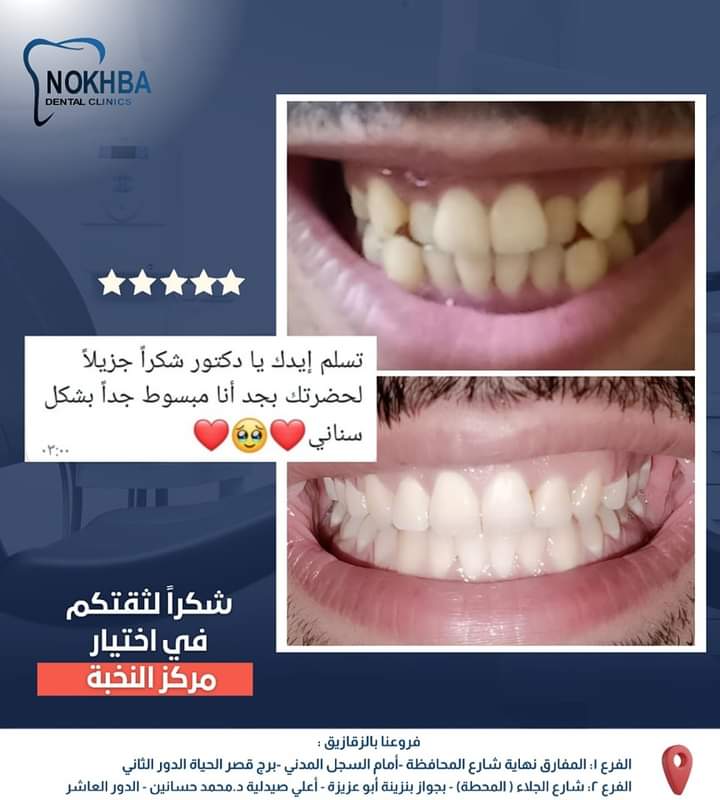 NOKHBA
DENTAL CLINICS
تسلم إيدك يا دكتور شكراً جزيلاً
لحضرتك بجد أنا مبسوط جداً بشكل
سناني❤️🥹❤️
٠٣:٠٠
شكراً لثقتكم
في اختيار
مركز النخبة
فروعنا بالزقازيق :
الفرع ١: المفارق نهاية شارع المحافظة -أمام السجل المدني -برج قصر الحياة الدور الثاني
الفرع ٢: شارع الجلاء ( المحطة) - بجواز بنزينة أبو عزيزة - أعلي صيدلية د.محمد حسانين - الدور العاشر